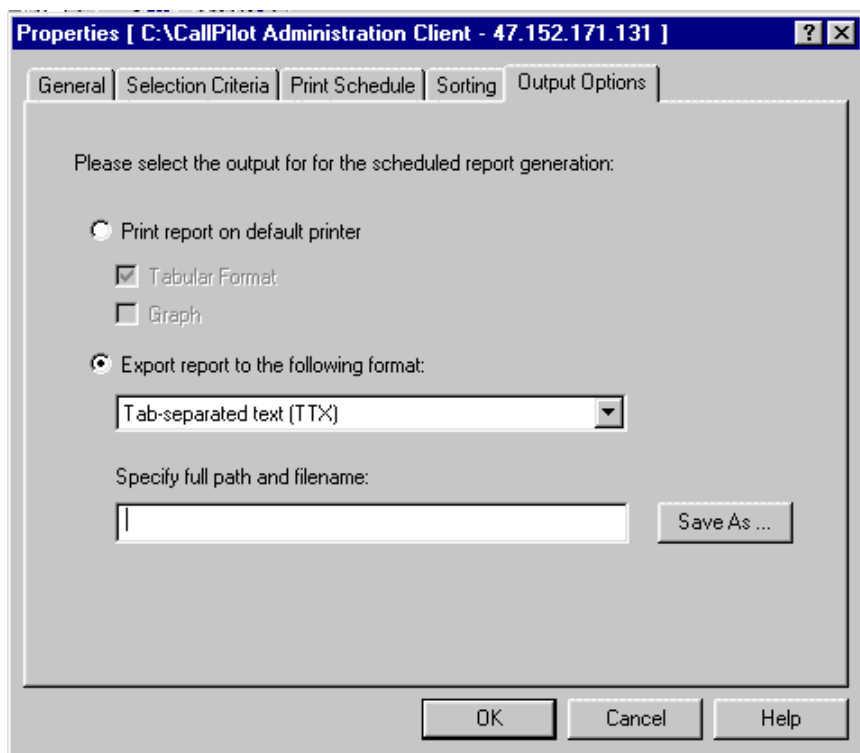 Properties [ C:\CallPilot Administration Client - 47.152.171.131 ]
General Selection Criteria Print Schedule Sorting Output Options
Please select the output for for the scheduled report generation:
Print report on default printer
Tabular Format
Graph
Export report to the following format:
Tab-separated text (TTX)
Specify full path and filename:
Save As ...
OK Cancel Help